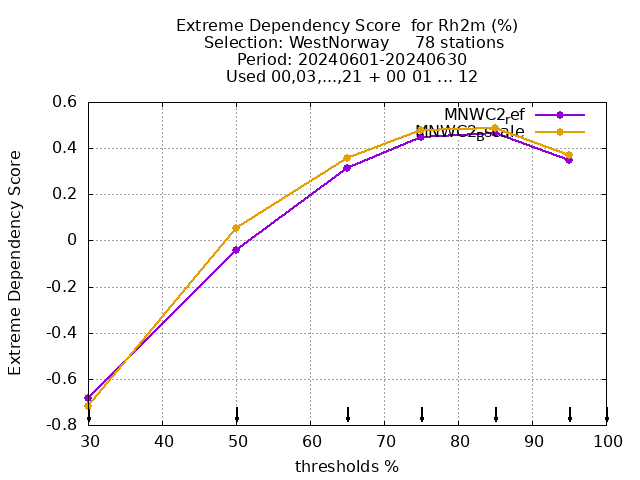 Extreme Dependency Score  for Rh2m (%)
Selection: WestNorway     78 stations
Period: 20240601-20240630
Used 00,03,...,21 + 00 01 ... 12
MNWC2ref
MNWC2Bscale
0.6
0.4
0.2
0
-0.2
-0.4
-0.6
-0.8
30
40
50
60
70
80
90
100
Extreme Dependency Score
thresholds %